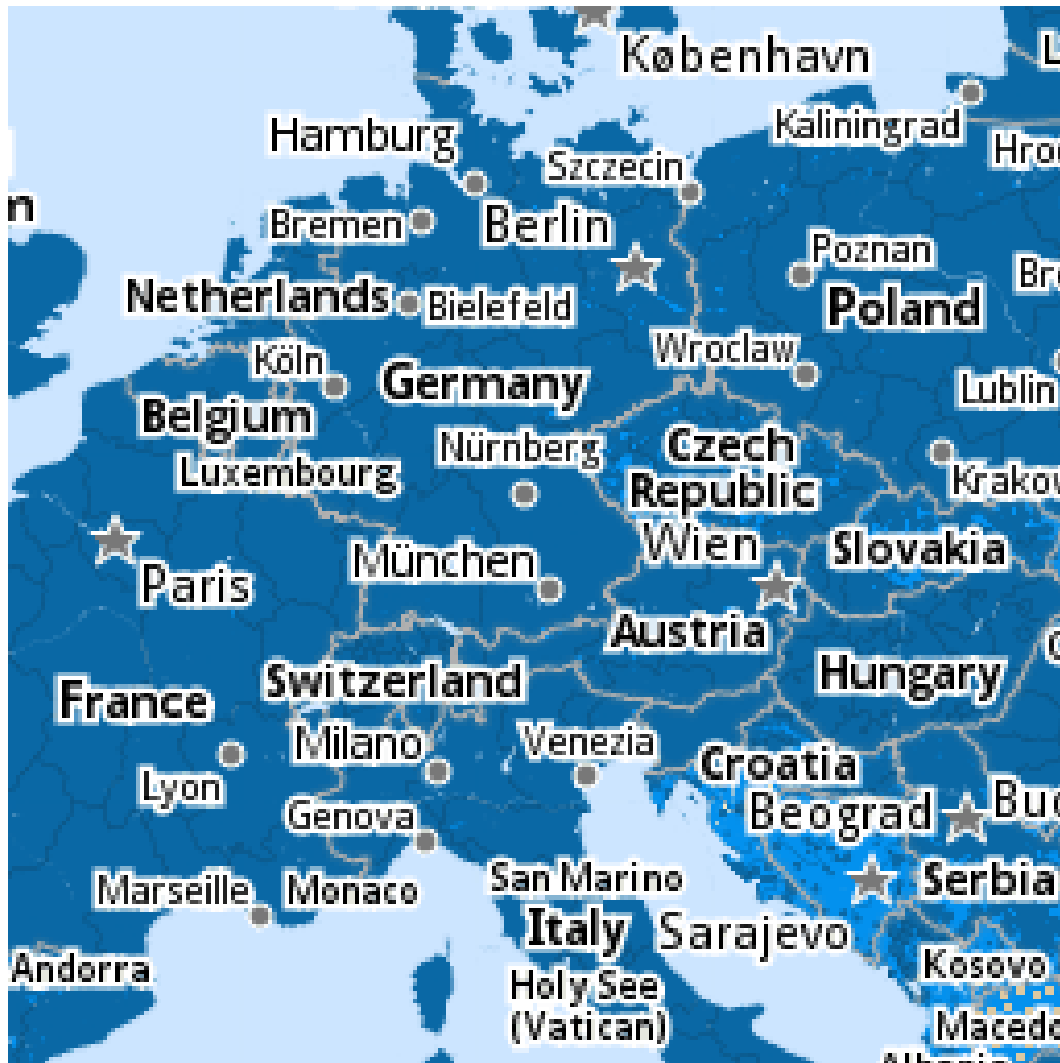 København
L
Kaliningrad
Hamburg
Szczecin
m
Bremen
Berlin
Poznan
Netherlands
Bielefeld
Poland
Köln
Wroclaw
Germany
Lublin
Belgium
Nürnberg
Czech
Republic
Luxembourg
Krakov
Wien
Slovakia
München
Paris
Austria
Switzerland
Hungary
France
Milano
Venezia
Croatia
Lyon
Beograd
Genova
San Marino
Serbia
Marseille
Monaco
Italy
Sarajevo
Andorra
Kosovo
Holy See
(Vatican)